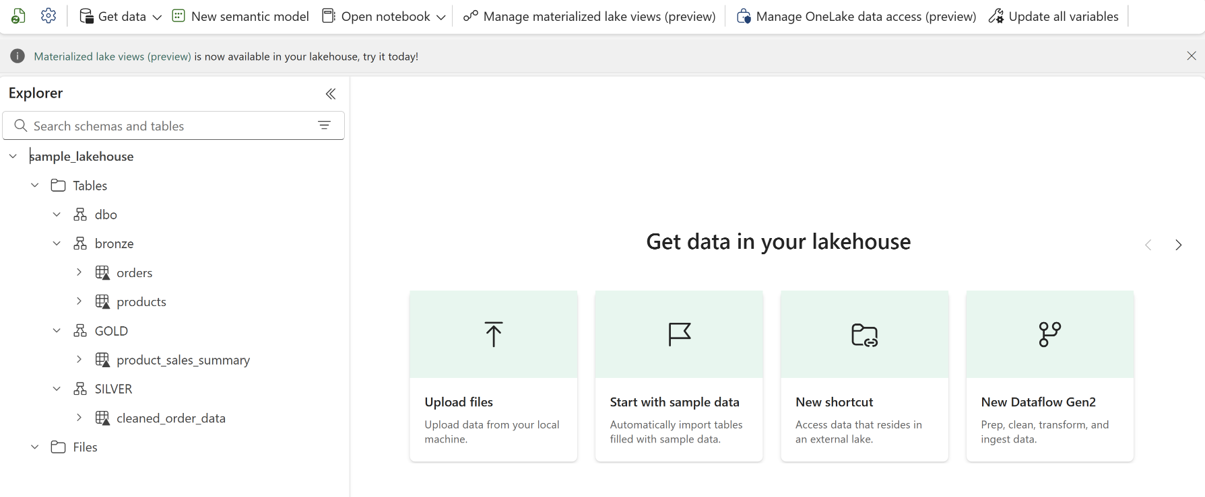 Get data
New semantic model
Open notebook
Manage materialized lake views (preview)
Manage OneLake data access (preview)
Update all variables
Materialized lake views (preview) is now available in your lakehouse, try it today!
Explorer
Search schemas and tables
sample_lakehouse
Tables
dbo
bronze
orders
products
GOLD
product_sales_summary
SILVER
cleaned_order_data
Files
Get data in your lakehouse
Upload files
Upload data from your local
machine.
Start with sample data
Automatically import tables
filled with sample data.
New shortcut
Access data that resides in
an external lake.
New Dataflow Gen2
Prep, clean, transform, and
ingest data.